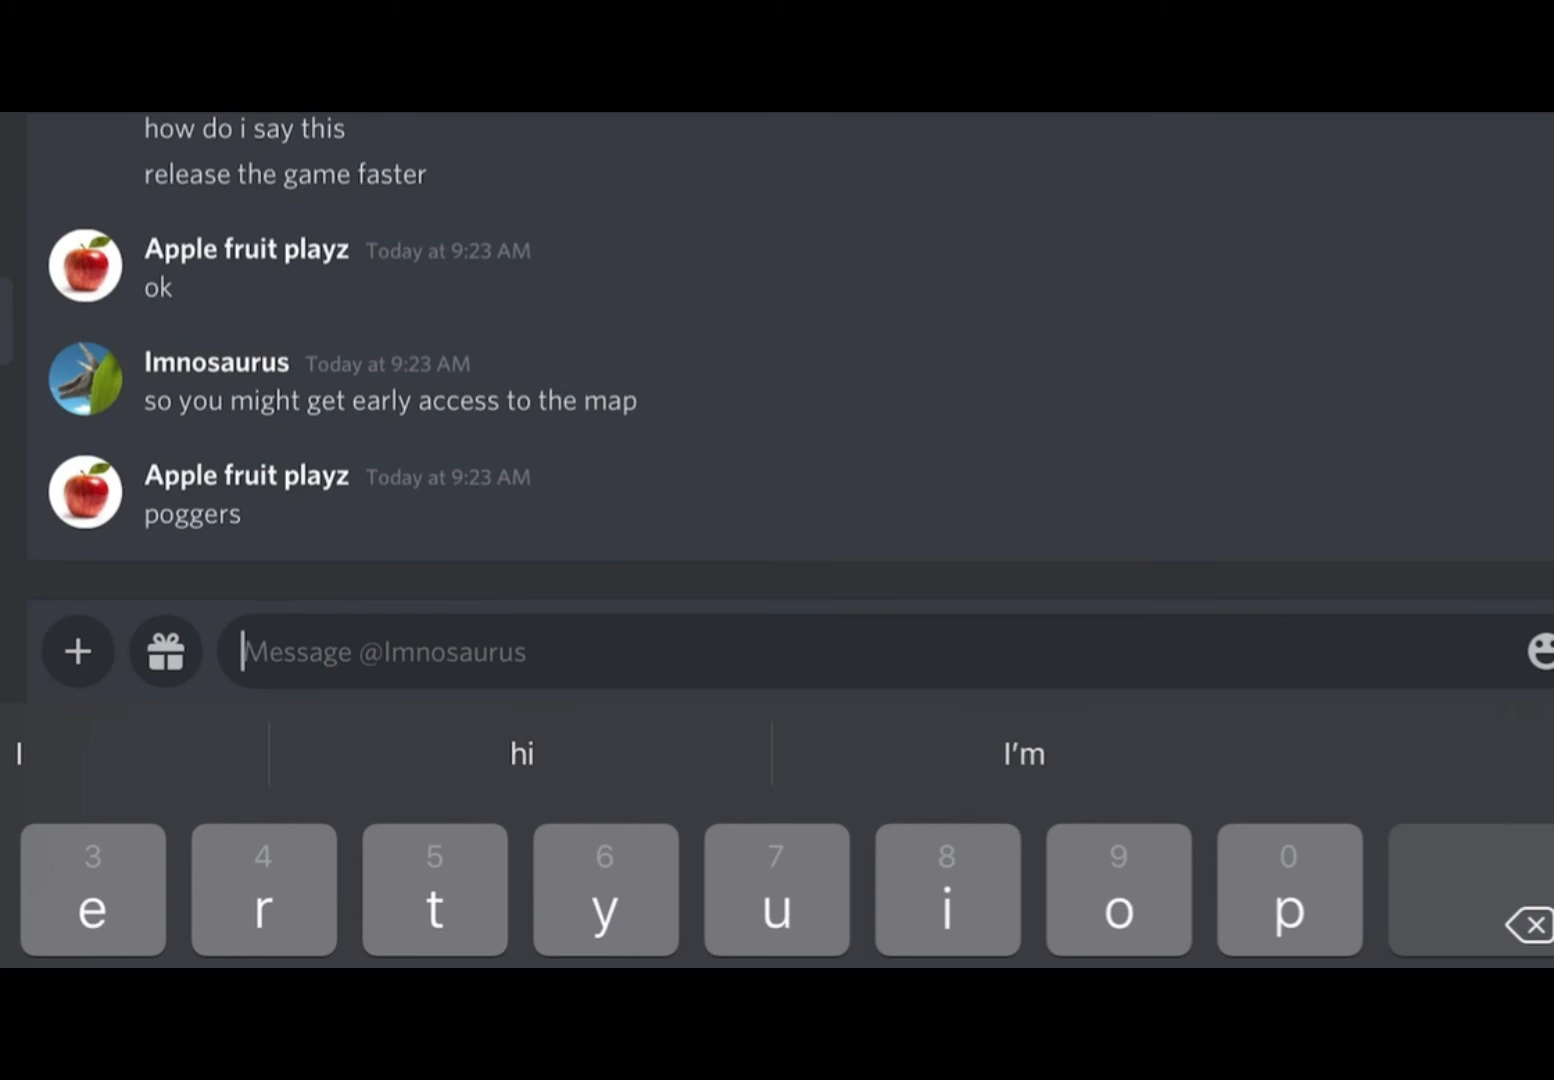 how do i say this
release the game faster
Apple fruit playz Today at 9:23 AM
ok
Imnosaurus Today at 9:23 AM
so you might get early access to the map
Apple fruit playz Today at 9:23 AM
poggers
Message @Imnosaurus
I hi I’m
3 4 5 6 7 8 9 0
e r t y u i o p